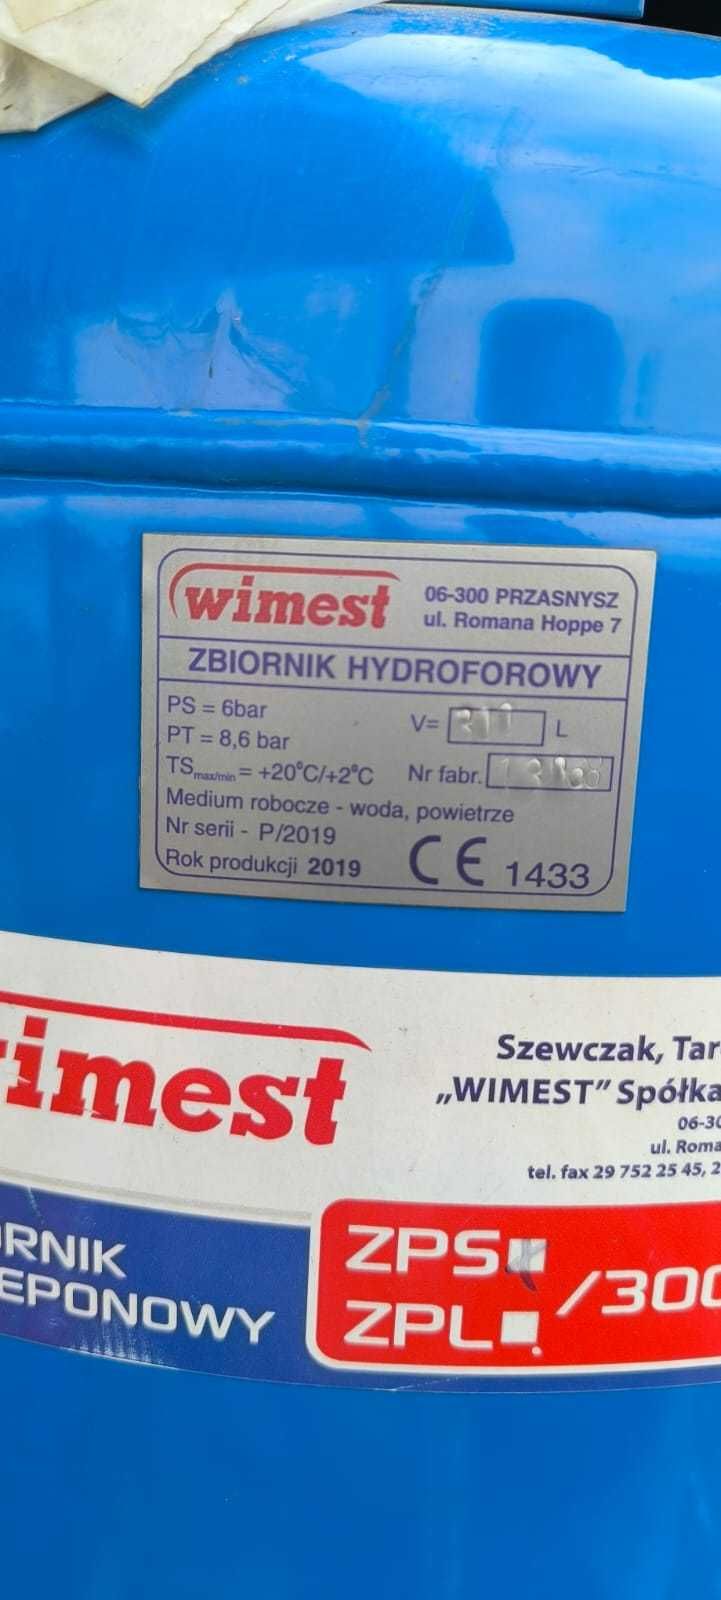 wimest
06-300 PRZASNYSZ
ul. Romana Hoppe 7
ZBIORNIK HYDROFOROWY
PS = 6bar
PT = 8,6 bar
V= L
TSmax/min = +20°C/+2°C
Nr fabr.
Medium robocze - woda, powietrze
Nr serii - P/2019
Rok produkcji 2019
CE 1433
wimest
Szewczak, Tar
„WIMEST” Spółka
06-30
ul. Roma
tel. fax 29 752 25 45, 2
ORNIK
EPONOWY
ZPS
ZPL
/300